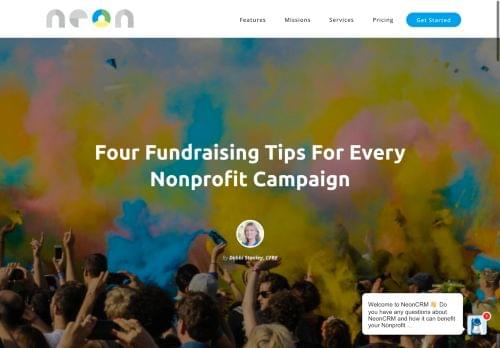 neon
Features Missions Services Pricing Get Started
Four Fundraising Tips For Every
Nonprofit Campaign
By Debbi Stanley, CFRE
Welcome to NeonCRM 👋 Do
you have any questions about
NeonCRM and how it can benefit
your Nonprofit ...
1